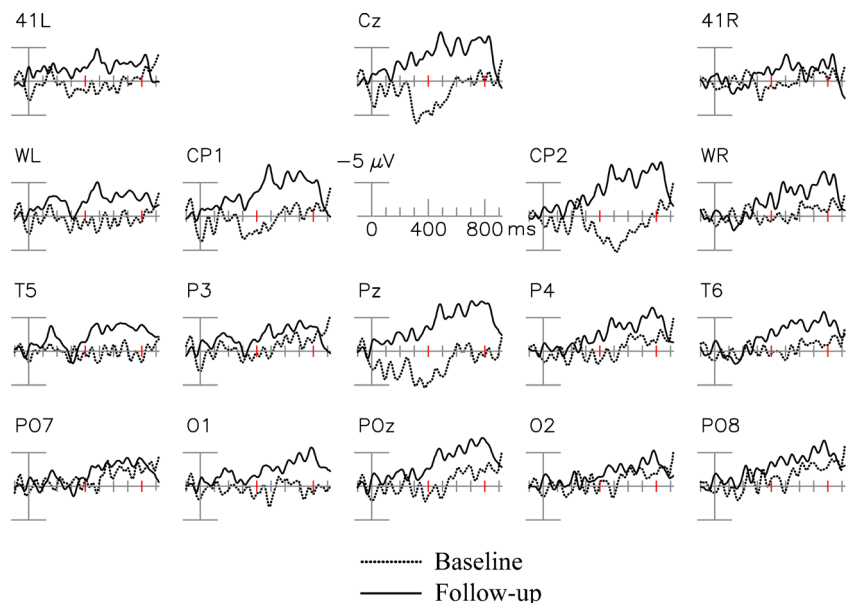 41L Cz 41R
WL CP1 −5 μV CP2 WR
0 400 800 ms
T5 P3 Pz P4 T6
PO7 O1 POz O2 PO8
Baseline
Follow-up